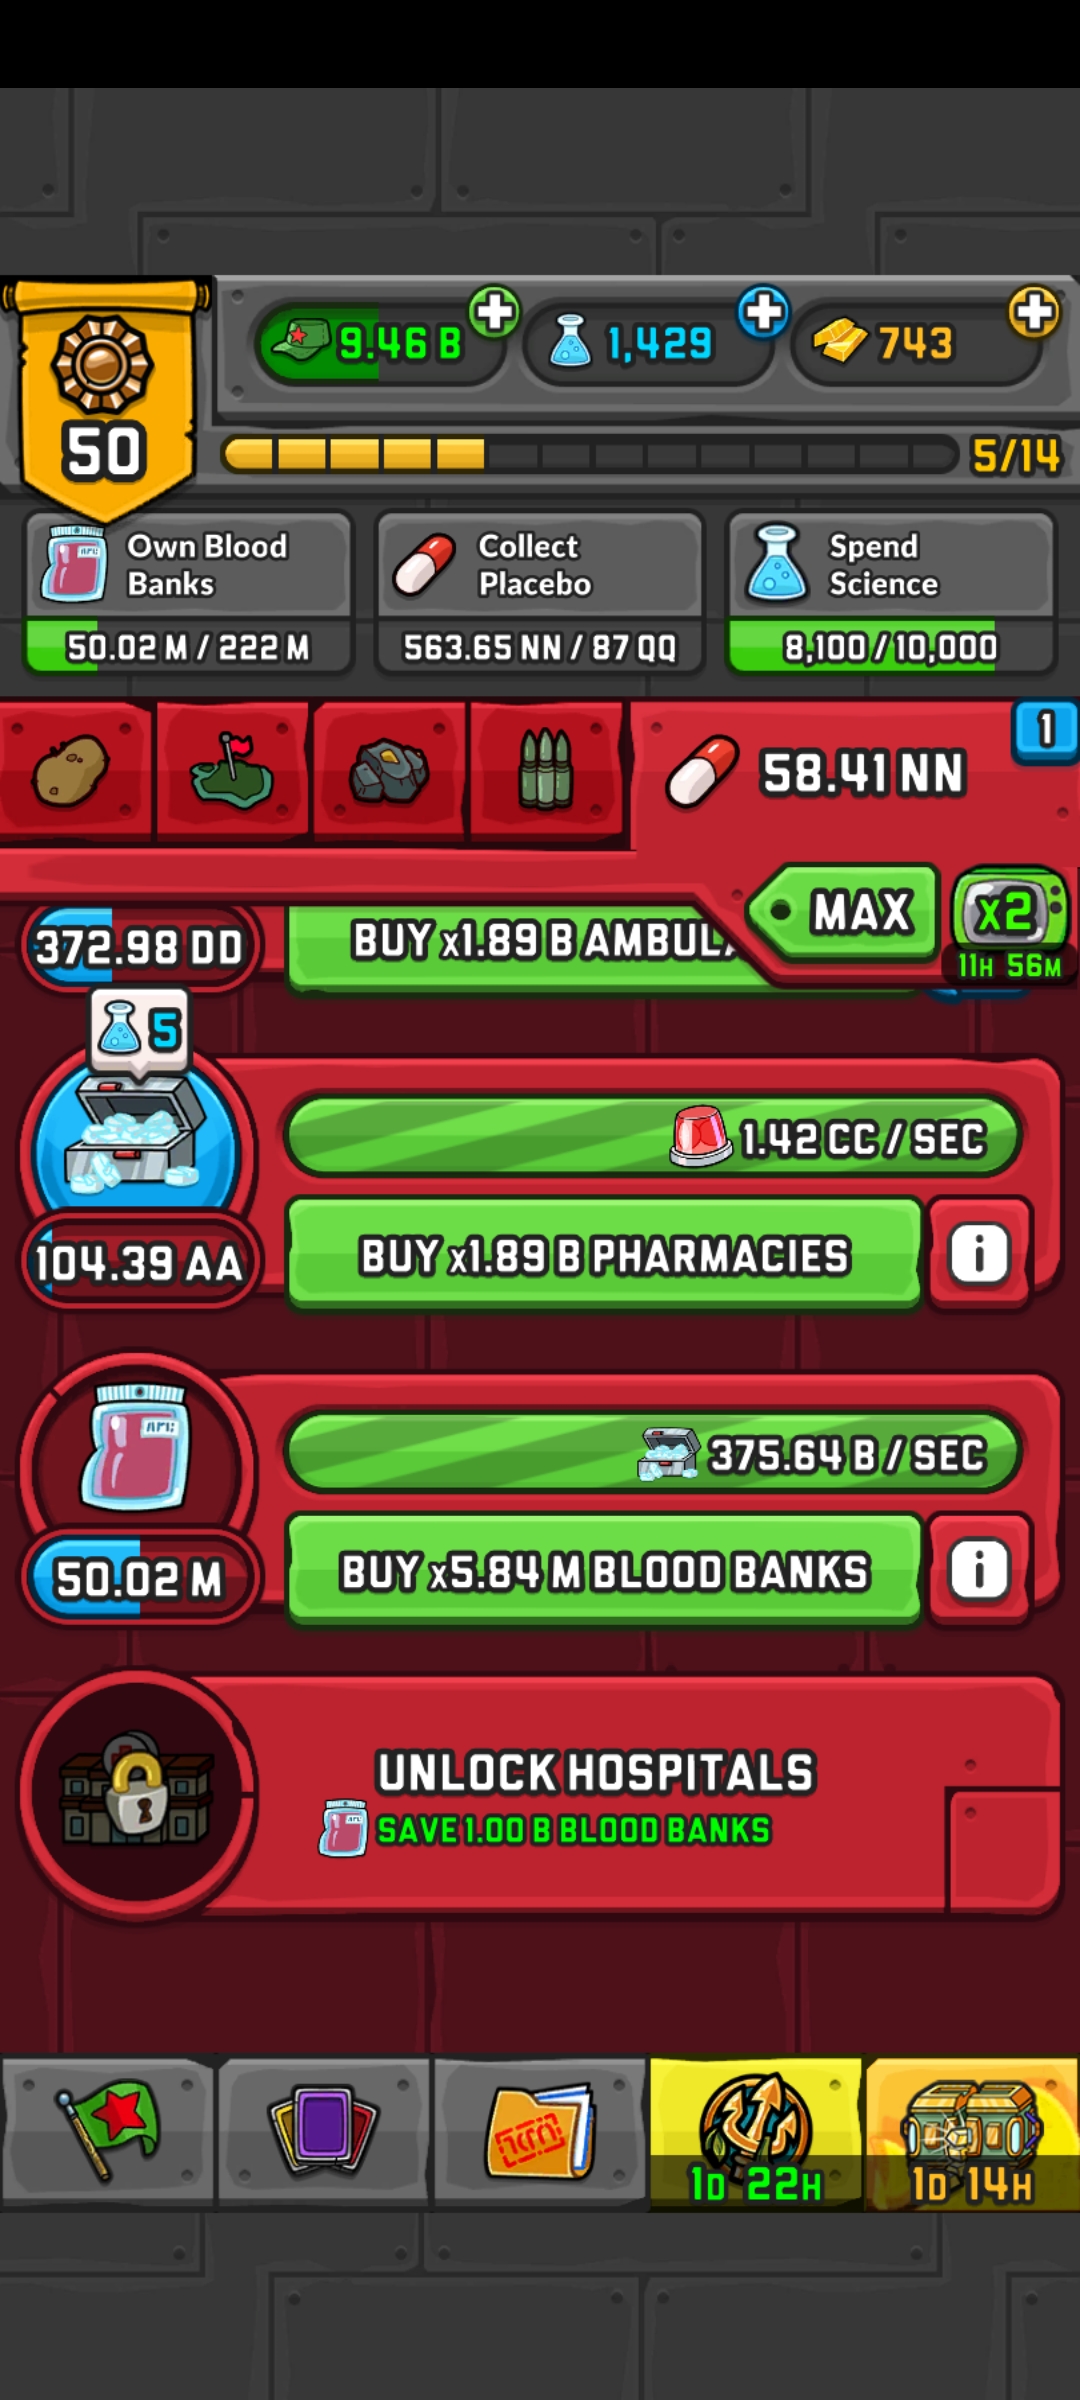 9.46 B
1,429
743
50
5/14
Own Blood
Banks
50.02 M / 222 M
Collect
Placebo
563.65 NN / 87 QQ
Spend
Science
8,100 / 10,000
58.41 NN
1
MAX
x2
11H 56M
372.98 DD
BUY x1.89 B
5
1.42 CC / SEC
104.39 AA
BUY x1.89 B PHARMACIES
i
375.64 B / SEC
50.02 M
BUY x5.84 M BLOOD BANKS
i
UNLOCK HOSPITALS
SAVE 1.00 B BLOOD BANKS
1D 22H
1D 14H